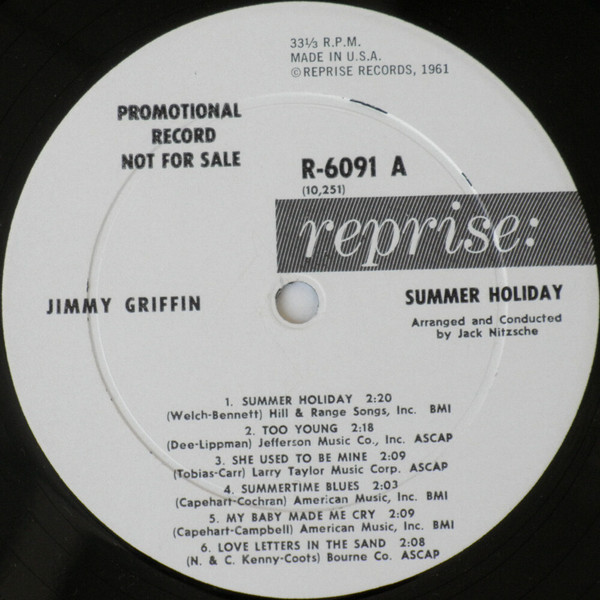 33⅓ R.P.M.
MADE IN U.S.A.
©REPRISE RECORDS, 1961
PROMOTIONAL
RECORD
NOT FOR SALE
R-6091 A
(10,251)
reprise:
JIMMY GRIFFIN
SUMMER HOLIDAY
Arranged and Conducted
by Jack Nitzsche
1. SUMMER HOLIDAY 2:20
(Welch-Bennett) Hill & Range Songs, Inc. BMI
2. TOO YOUNG 2:18
(Dee-Lippman) Jefferson Music Co., Inc. ASCAP
3. SHE USED TO BE MINE 2:09
(Tobias-Carr) Larry Taylor Music Corp. ASCAP
4. SUMMERTIME BLUES 2:03
(Capehart-Cochran) American Music, Inc. BMI
5. MY BABY MADE ME CRY 2:09
(Capehart-Campbell) American Music, Inc. BMI
6. LOVE LETTERS IN THE SAND 2:08
(N. & C. Kenny-Coots) Bourne Co. ASCAP